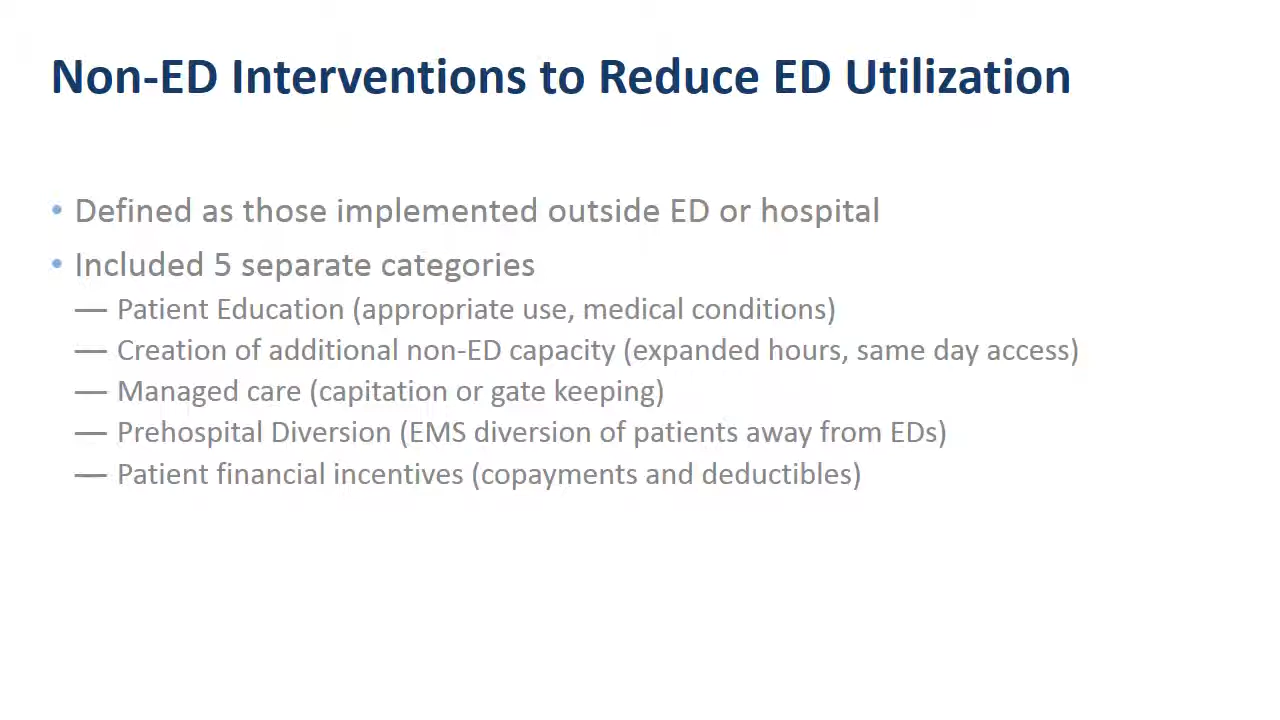 Non-ED Interventions to Reduce ED Utilization
• Defined as those implemented outside ED or hospital
• Included 5 separate categories
— Patient Education (appropriate use, medical conditions)
— Creation of additional non-ED capacity (expanded hours, same day access)
— Managed care (capitation or gate keeping)
— Prehospital Diversion (EMS diversion of patients away from EDs)
— Patient financial incentives (copayments and deductibles)